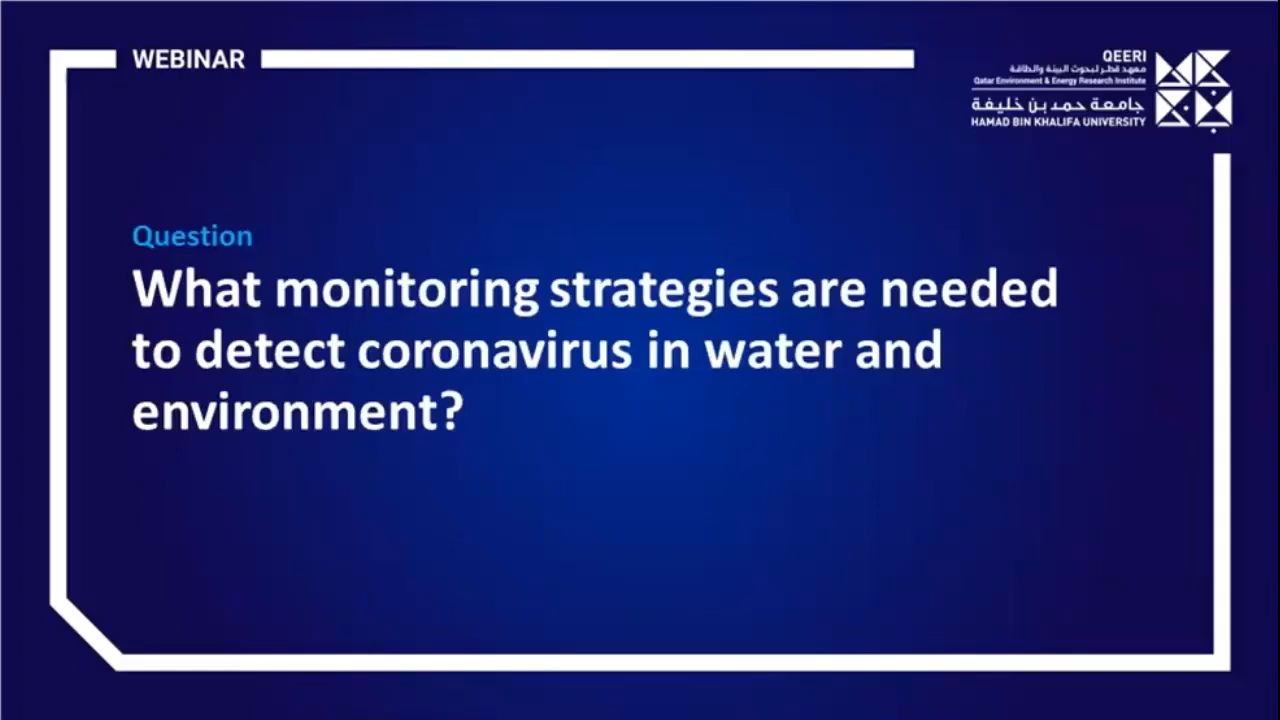 WEBINAR
QEERI
معهد قطر لبحوث البيئة والطاقة
Qatar Environment & Energy Research Institute
جامعة حمد بن خليفة
HAMAD BIN KHALIFA UNIVERSITY
Question
What monitoring strategies are needed
to detect coronavirus in water and
environment?